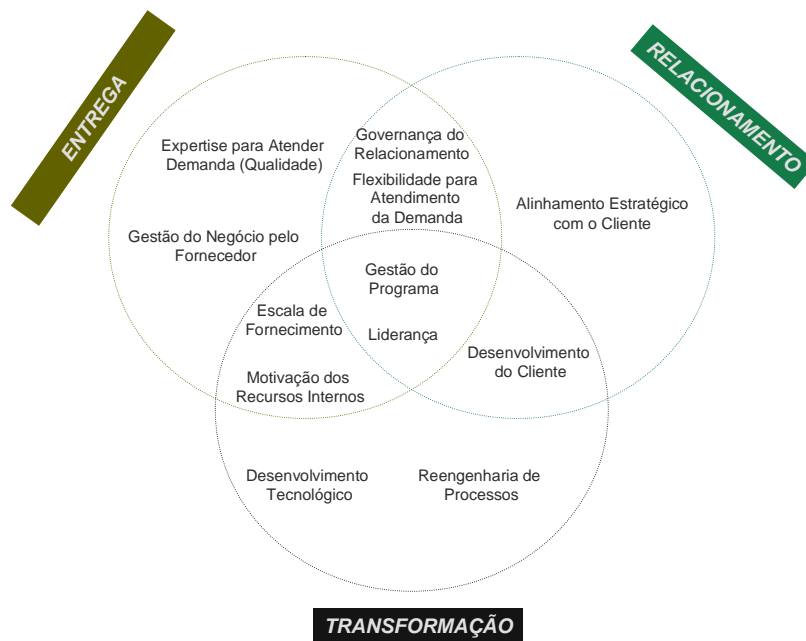 ENTREGA
RELACIONAMENTO
Expertise para Atender
Demanda (Qualidade)
Governança do
Relacionamento
Flexibilidade para
Atendimento
da Demanda
Alinhamento Estratégico
com o Cliente
Gestão do Negócio pelo
Fornecedor
Gestão do
Programa
Escala de
Fornecimento
Liderança
Desenvolvimento
do Cliente
Motivação dos
Recursos Internos
Desenvolvimento
Tecnológico
Reengenharia de
Processos
TRANSFORMAÇÃO